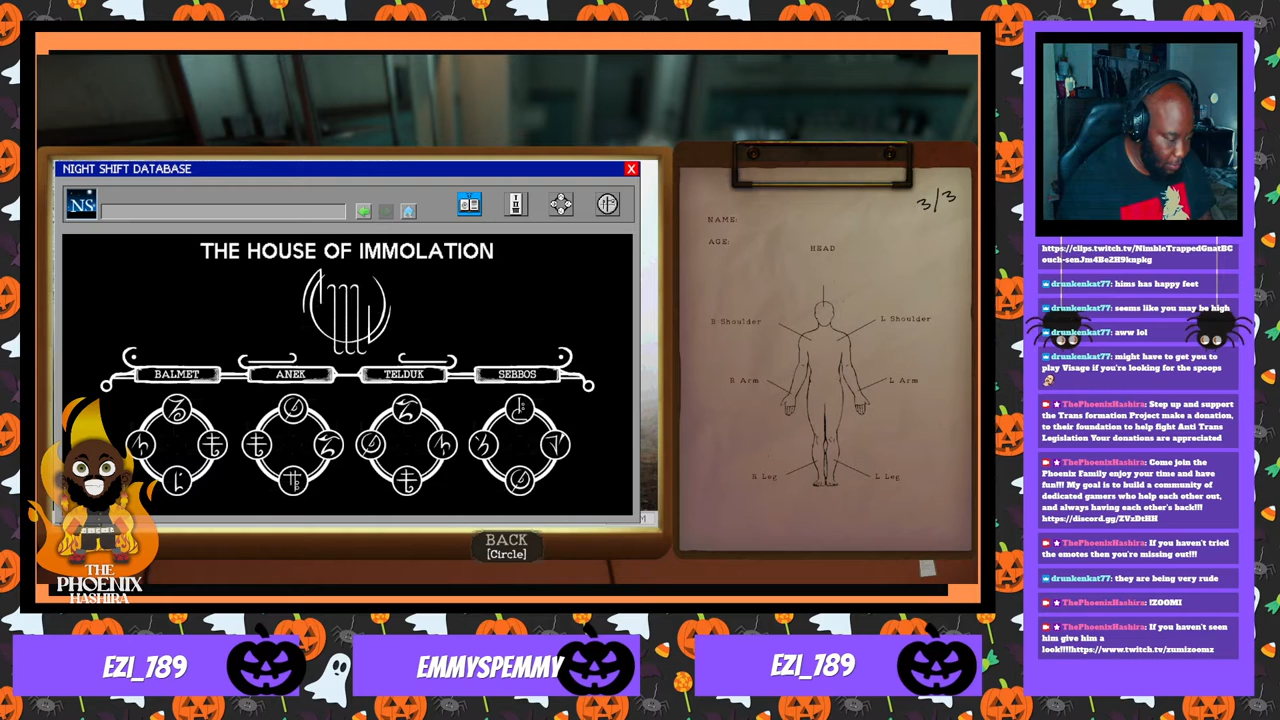 NIGHT SHIFT DATABASE
X
NS
THE HOUSE OF IMMOLATION
BALMET
ANEK
TELDUK
SEBBOS
BACK
[Circle]
3/3
NAME:
AGE:
HEAD
R Shoulder
L Shoulder
R Arm
L Arm
R Leg
L Leg
THE
PHOENIX
HASHIRA
EZI_789
EMMYSPEMMY
EZI_789
https://clips.twitch.tv/NimbleTrappedGnatBC
ouch-senJm4Be2H9knpkg
drunkenkat77: hims has happy feet
drunkenkat77: seems like you may be high
drunkenkat77: aww lol
drunkenkat77: might have to get you to
play Visage if you're looking for the spoops
ThePhoenixHashira: Step up and support
the Trans formation Project make a donation,
to their foundation to help fight Anti Trans
Legislation Your donations are appreciated
ThePhoenixHashira: Come join the
Phoenix Family enjoy your time and have
fun!!! My goal is to build a community of
dedicated gamers who help each other out,
and always having each other's back!!!
https://discord.gg/ZVzDtHH
ThePhoenixHashira: If you haven't tried
the emotes then you're missing out!!!
drunkenkat77: they are being very rude
ThePhoenixHashira: !ZOOMI
ThePhoenixHashira: If you haven't seen
him give him a
look!!!!https://www.twitch.tv/zumizoomz